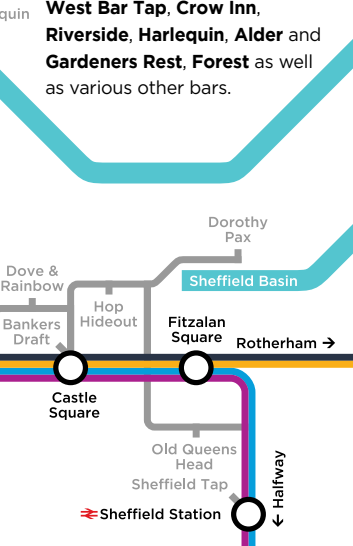 quin
West Bar Tap, Crow Inn,
Riverside, Harlequin, Alder and
Gardeners Rest, Forest as well
as various other bars.
Dorothy
Pax
Dove &
Rainbow
Sheffield Basin
Hop
Hideout
Bankers
Draft
Fitzalan
Square
Rotherham →
Castle
Square
Old Queens
Head
Sheffield Tap
Sheffield Station
← Halfway